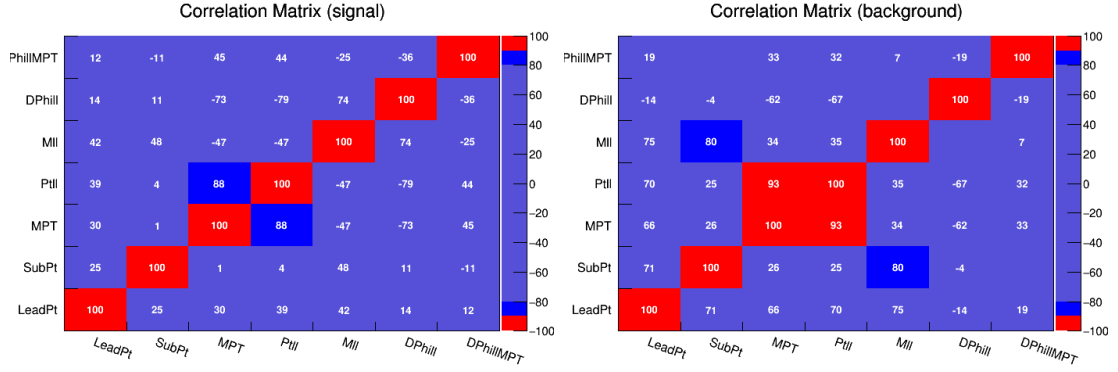 Correlation Matrix (signal)
PhillMPT 12 -11 45 44 -25 -36 100
DPhill 14 11 -73 -79 74 100 -36
Mll 42 48 -47 -47 100 74 -25
Ptll 39 4 88 100 -47 -79 44
MPT 30 1 100 88 -47 -73 45
SubPt 25 100 1 4 48 11 -11
LeadPt 100 25 30 39 42 14 12
LeadPt SubPt MPT Ptll Mll DPhill DPhillMPT
100
80
60
40
20
0
−20
−40
−60
−80
−100
Correlation Matrix (background)
PhillMPT 19 33 32 7 -19 100
DPhill -14 -4 -62 -67 100 -19
Mll 75 80 34 35 100 7
Ptll 70 25 93 100 35 -67 32
MPT 66 26 100 93 34 -62 33
SubPt 71 100 26 25 80 -4
LeadPt 100 71 66 70 75 -14 19
LeadPt SubPt MPT Ptll Mll DPhill DPhillMPT
100
80
60
40
20
0
−20
−40
−60
−80
−100